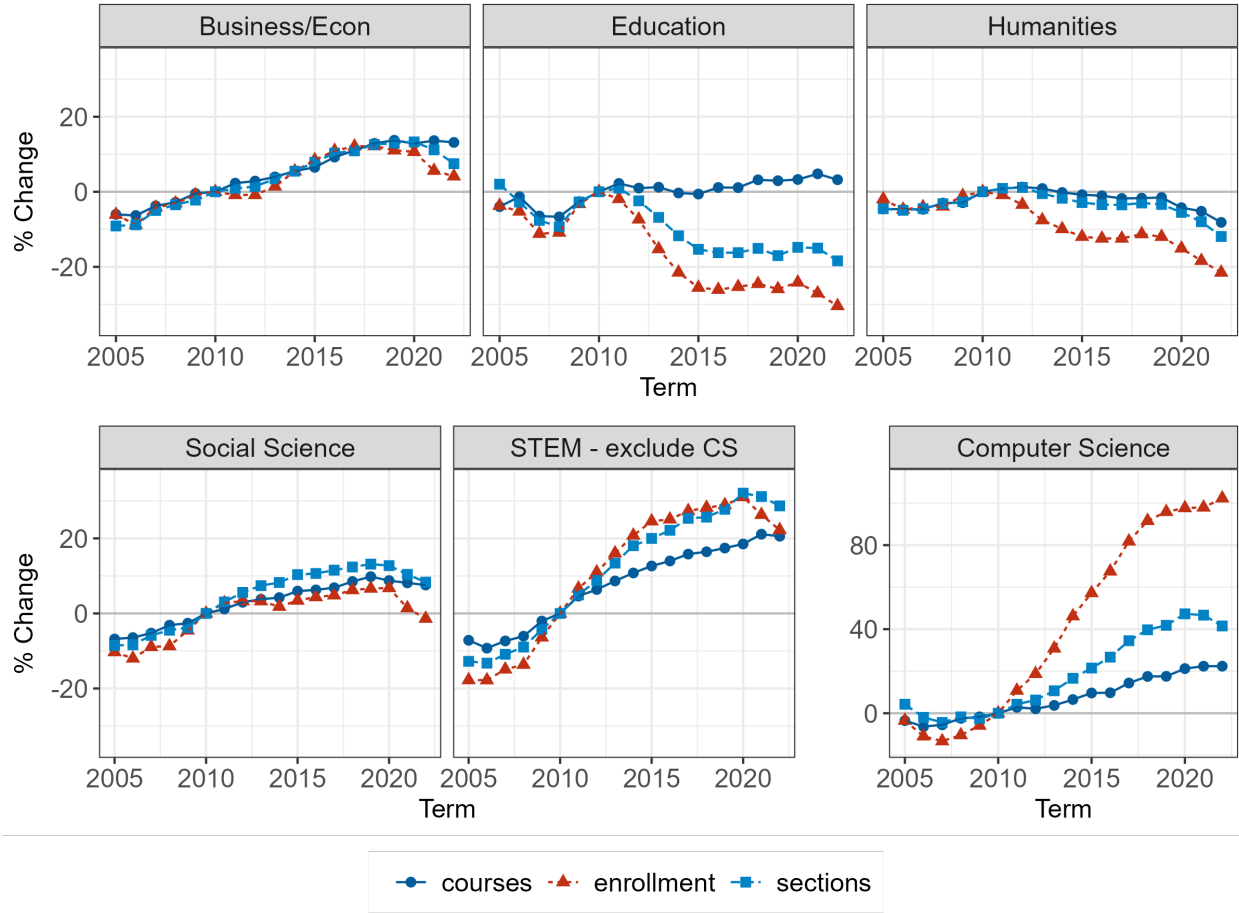 Business/Econ Education Humanities
% Change
20
0
-20
2005 2010 2015 2020 2005 2010 2015 2020 2005 2010 2015 2020
Term
Social Science STEM - exclude CS Computer Science
% Change
20
0
-20
80
40
0
2005 2010 2015 2020 2005 2010 2015 2020 2005 2010 2015 2020
Term Term
courses enrollment sections